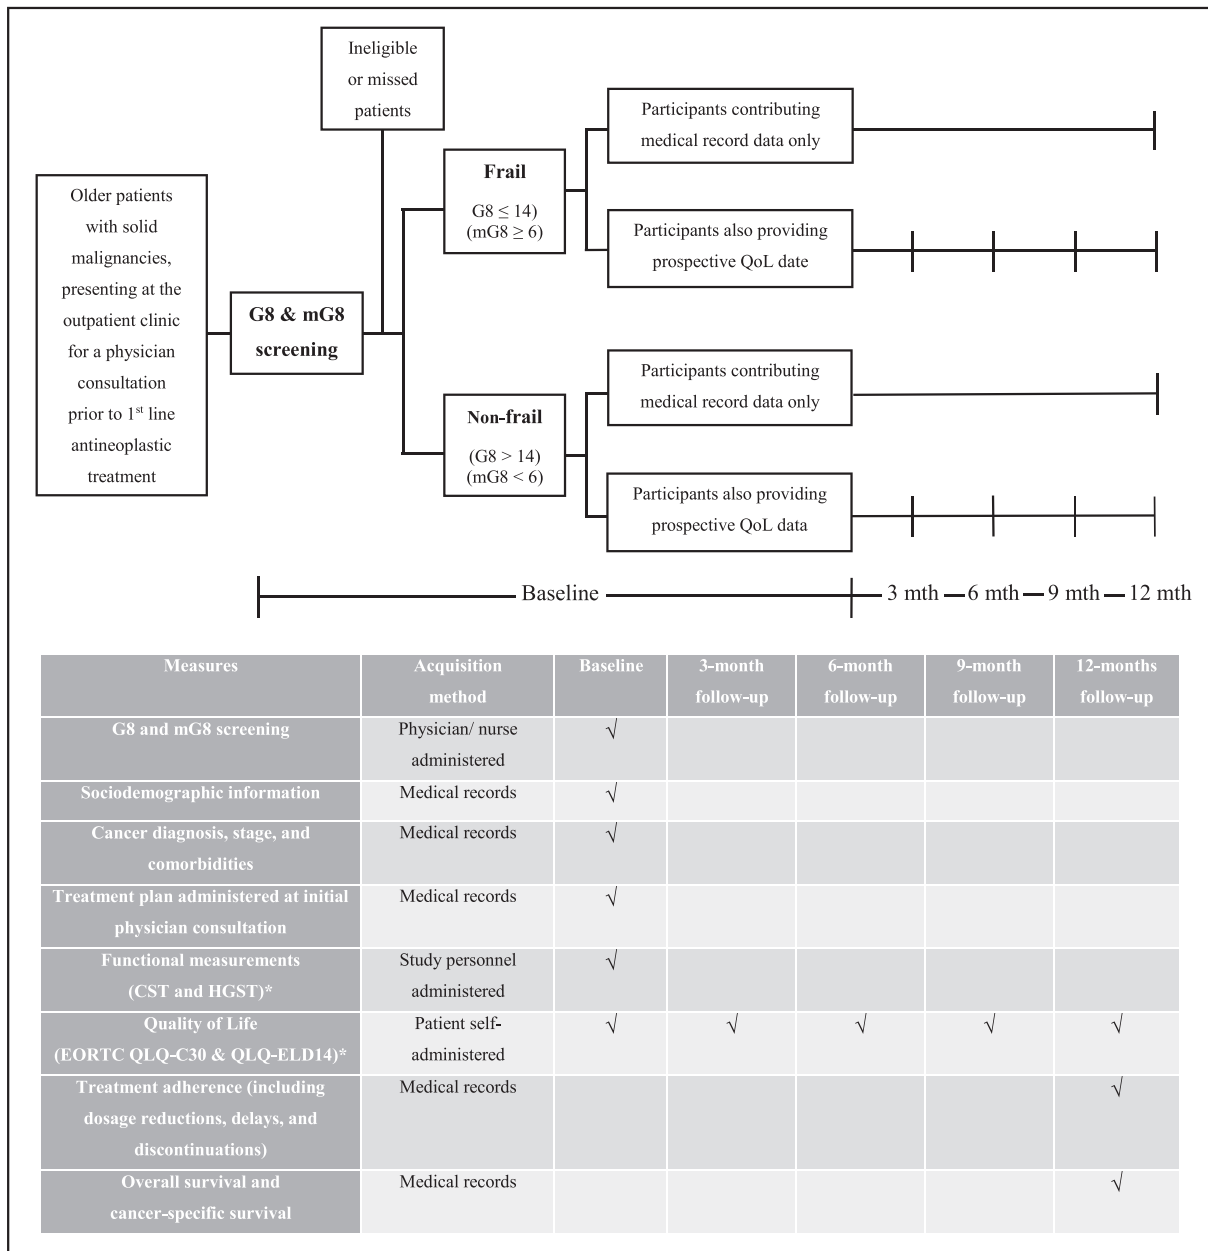 Ineligible
or missed
patients
Older patients
with solid
malignancies,
presenting at the
outpatient clinic
for a physician
consultation
prior to 1st line
antineoplastic
treatment
G8 & mG8
screening
Frail
G8 ≤ 14)
(mG8 ≥ 6)
Participants contributing
medical record data only
Participants also providing
prospective QoL date
Non-frail
(G8 > 14)
(mG8 < 6)
Participants contributing
medical record data only
Participants also providing
prospective QoL data
Baseline 3 mth 6 mth 9 mth 12 mth
Measures Acquisition method Baseline 3-month follow-up 6-month follow-up 9-month follow-up 12-months follow-up
G8 and mG8 screening Physician/ nurse administered √
Sociodemographic information Medical records √
Cancer diagnosis, stage, and comorbidities Medical records √
Treatment plan administered at initial physician consultation Medical records √
Functional measurements (CST and HGST)* Study personnel administered √
Quality of Life (EORTC QLQ-C30 & QLQ-ELD14)* Patient self-administered √ √ √ √ √
Treatment adherence (including dosage reductions, delays, and discontinuations) Medical records √
Overall survival and cancer-specific survival Medical records √